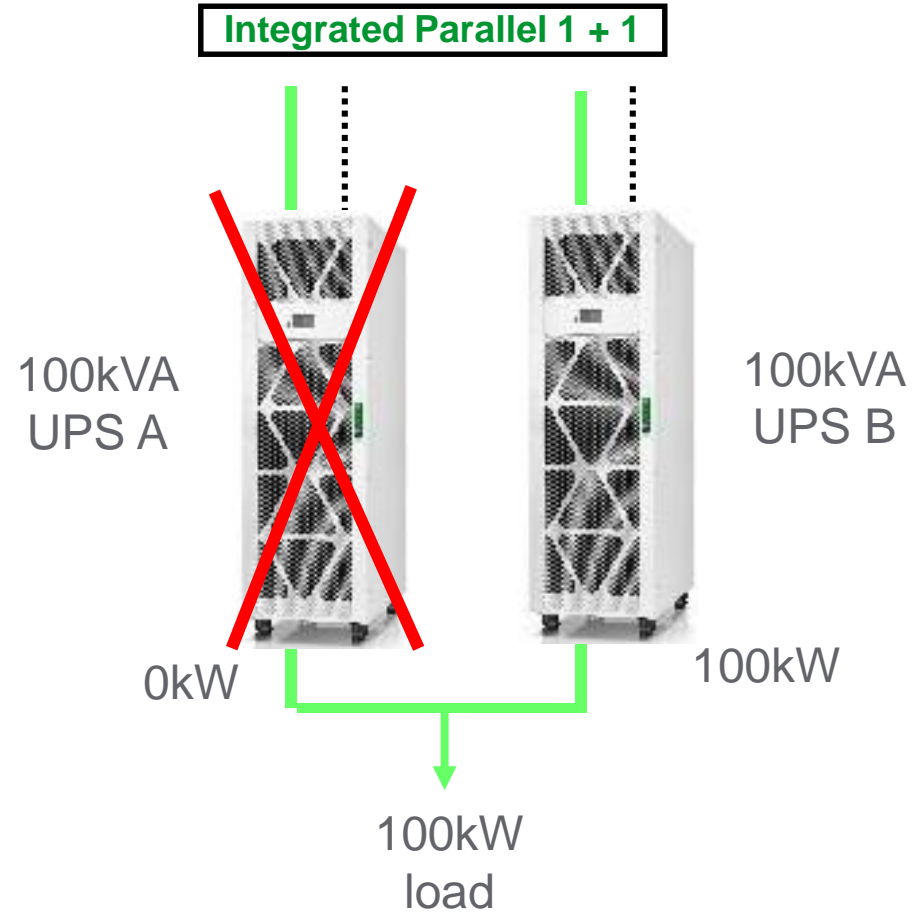 Integrated Parallel 1 + 1
100kVA
UPS A
100kVA
UPS B
0kW
100kW
100kW
load